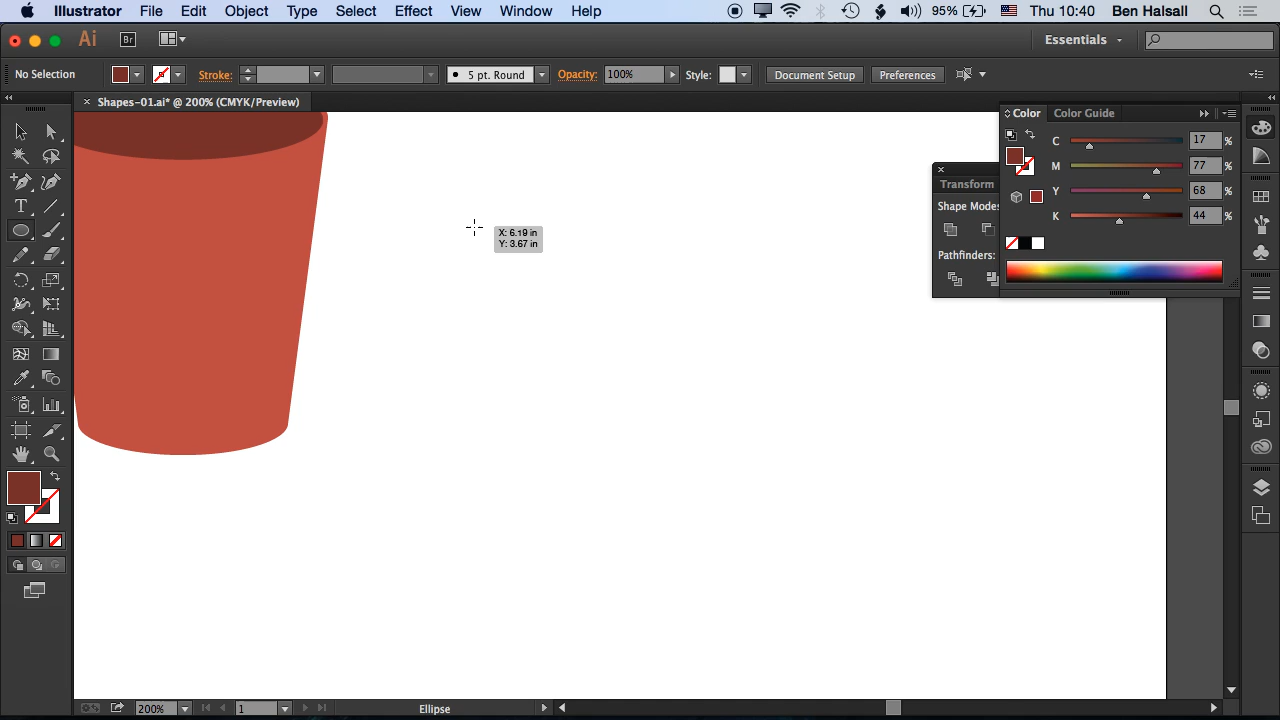 Illustrator File Edit Object Type Select Effect View Window Help 95% Thu 10:40 Ben Halsall
Ai Br Essentials
No Selection Stroke: 5 pt. Round Opacity: 100% Style: Document Setup Preferences
× Shapes-01.ai* @ 200% (CMYK/Preview)
Color Color Guide
C 17 %
M 77 %
Y 68 %
K 44 %
Transform
Shape Modes
Pathfinders:
X: 6.19 in
Y: 3.67 in
T
200% 1 Ellipse